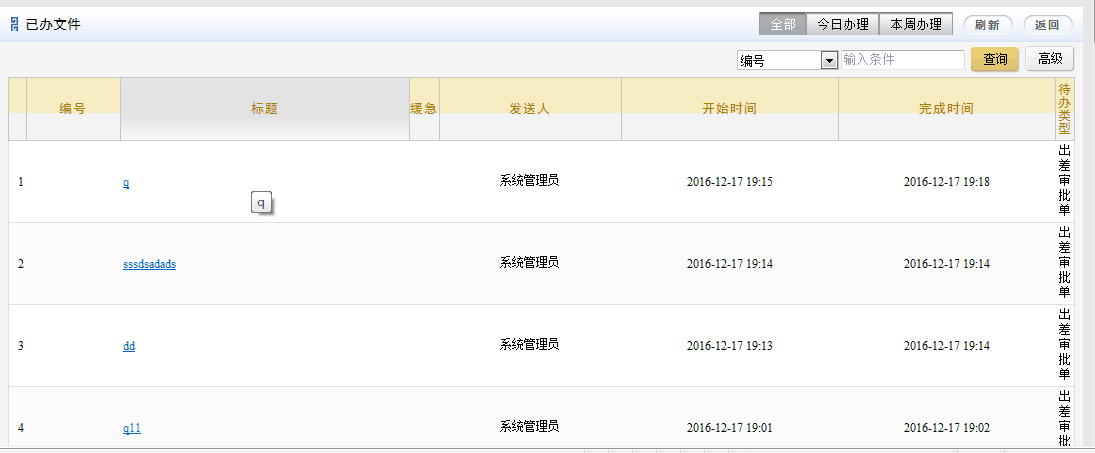 已办文件 全部 今日办理 本周办理 刷新 返回
编号 输入条件 查询 高级
编号 标题 缓急 发送人 开始时间 完成时间 待办类型
1 q 系统管理员 2016-12-17 19:15 2016-12-17 19:18 出差审批单
q
2 sssdsadads 系统管理员 2016-12-17 19:14 2016-12-17 19:14 出差审批单
3 dd 系统管理员 2016-12-17 19:13 2016-12-17 19:14 出差审批单
4 q11 系统管理员 2016-12-17 19:01 2016-12-17 19:02 出差审批